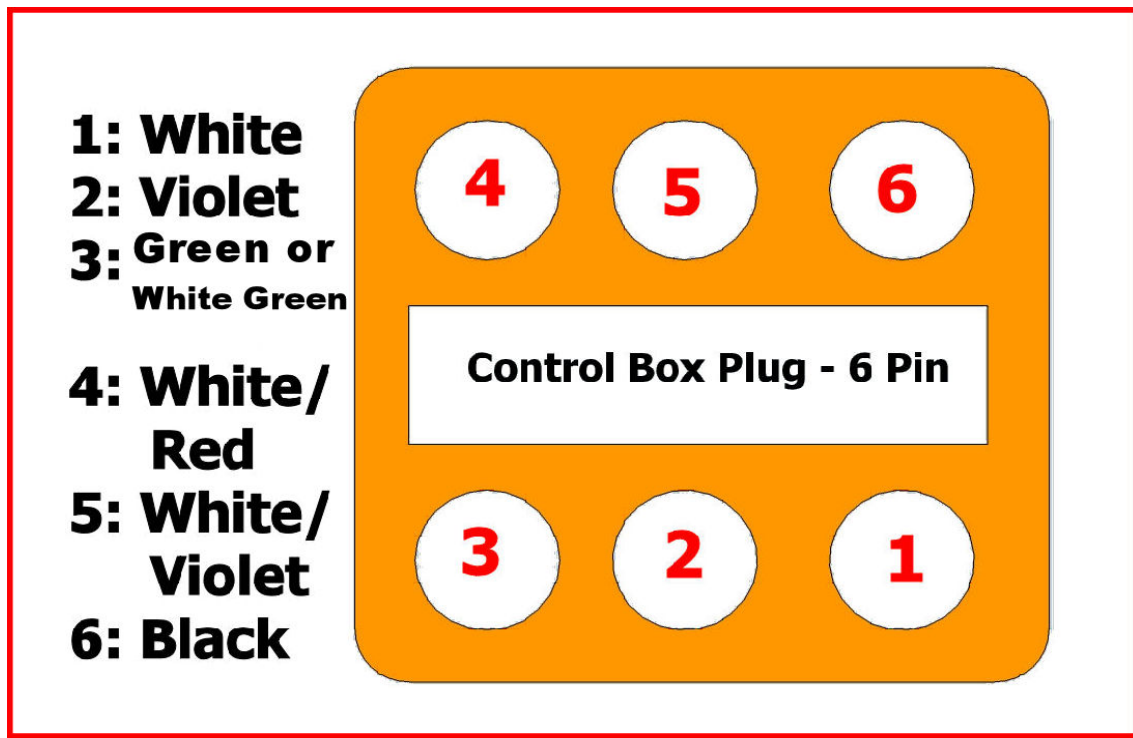 1: White
2: Violet
3: Green or
White Green
4: White/
Red
5: White/
Violet
6: Black
4 5 6
Control Box Plug - 6 Pin
3 2 1